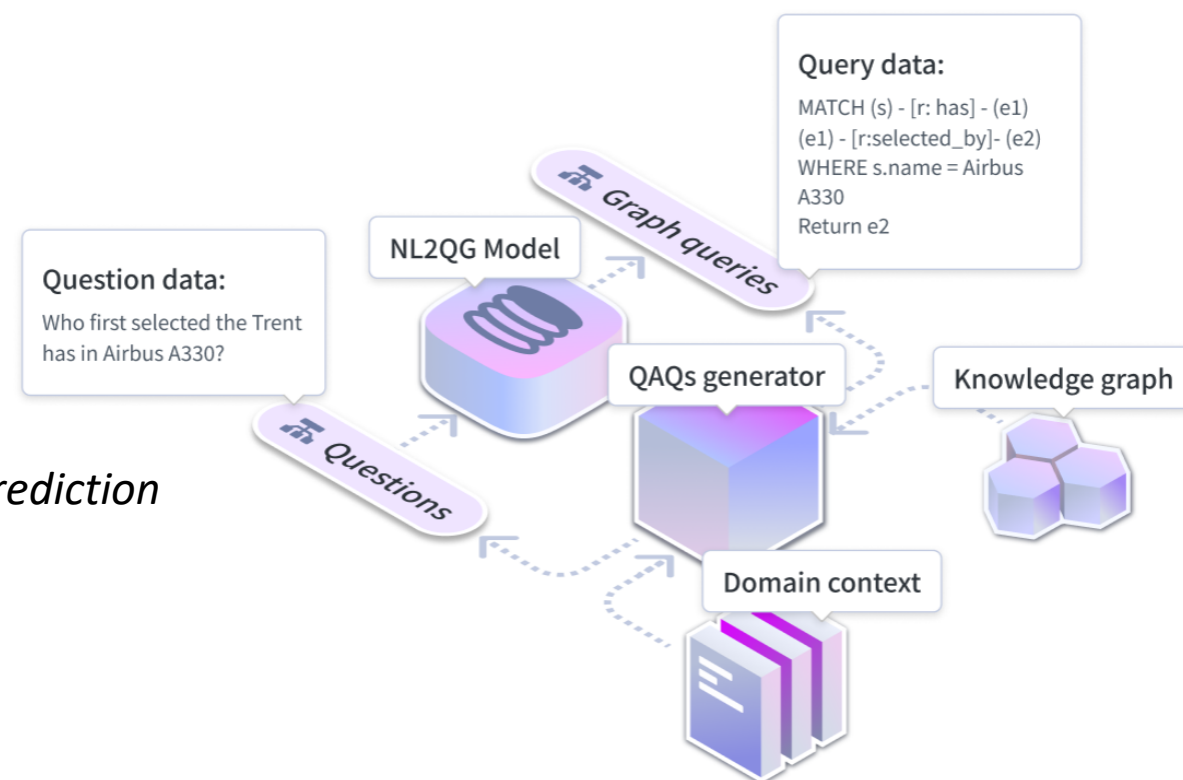 Query data:
MATCH (s) - [r: has] - (e1)
(e1) - [r:selected_by]- (e2)
WHERE s.name = Airbus
A330
Return e2
Graph queries
NL2QG Model
Question data:
Who first selected the Trent
has in Airbus A330?
QAQs generator
Knowledge graph
Questions
rediction
Domain context